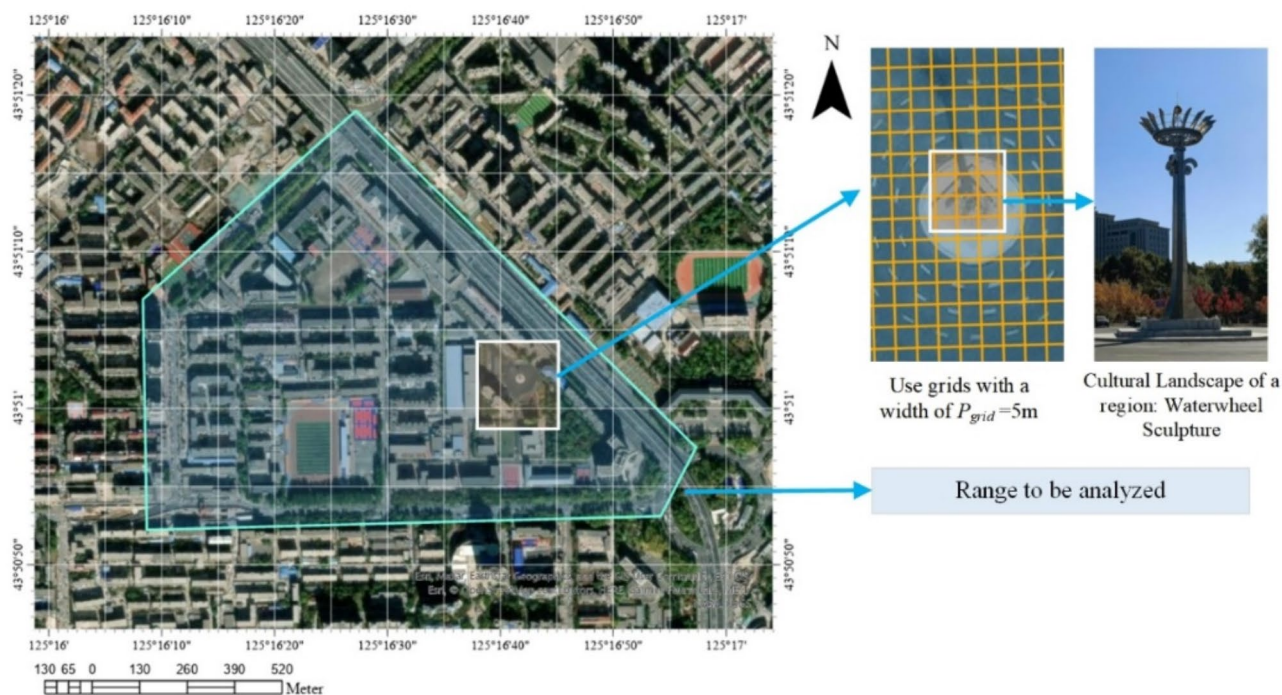 125°16' 125°16'10" 125°16'20" 125°16'30" 125°16'40" 125°16'50" 125°17'
43°51'20"
43°51'20"
43°51'10"
43°51'10"
43°51'
43°51'
43°50'50"
43°50'50"
Esri,
Esri, ©
125°16' 125°16'10" 125°16'20" 125°16'30" 125°16'40" 125°16'50" 125°17'
130 65 0 130 260 390 520
Meter
N
Use grids with a
width of P_grid =5m
Cultural Landscape of a
region: Waterwheel
Sculpture
Range to be analyzed